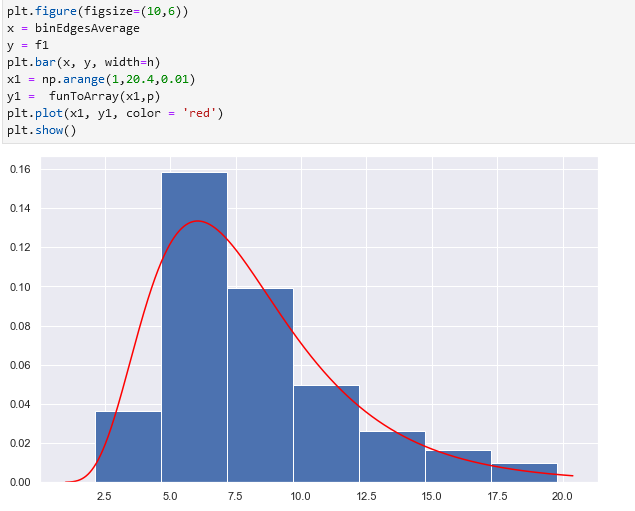 plt.figure(figsize=(10,6))
x = binEdgesAverage
y = f1
plt.bar(x, y, width=h)
x1 = np.arange(1,20.4,0.01)
y1 =  funToArray(x1,p)
plt.plot(x1, y1, color = 'red')
plt.show()
0.16
0.14
0.12
0.10
0.08
0.06
0.04
0.02
0.00
2.5 5.0 7.5 10.0 12.5 15.0 17.5 20.0